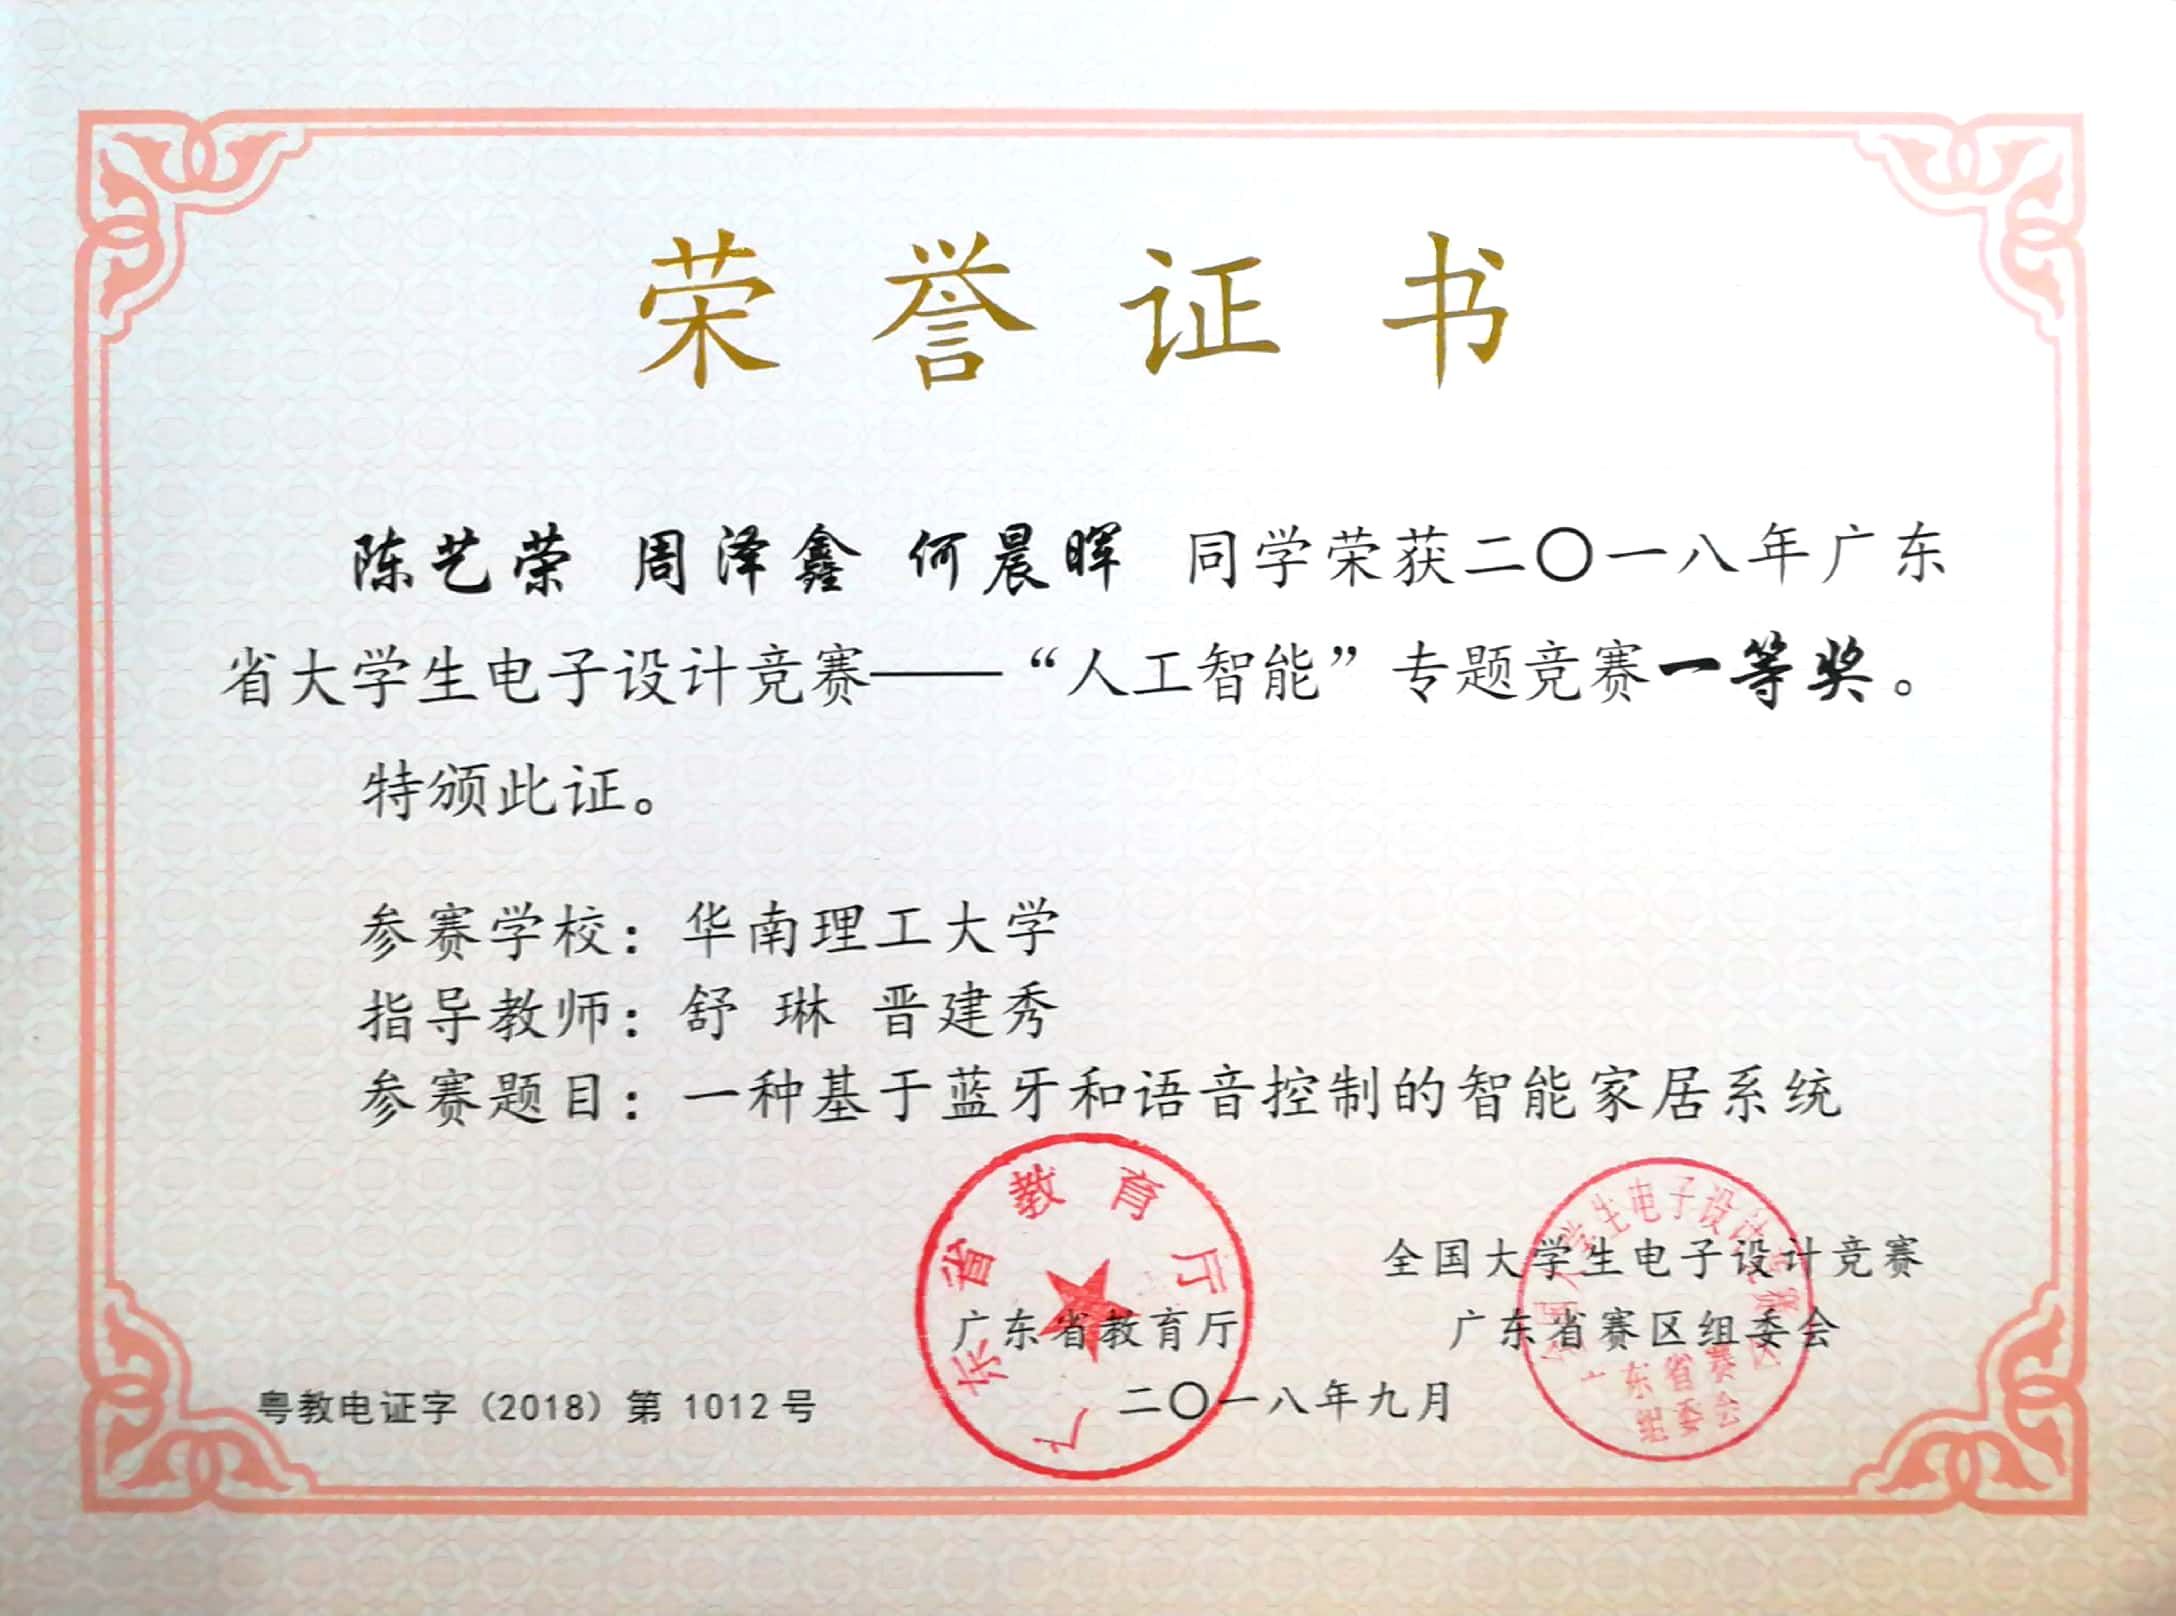 荣誉证书
陈艺荣 周泽鑫 何晨晖 同学荣获二〇一八年广东
省大学生电子设计竞赛——“人工智能”专题竞赛一等奖。
特颁此证。
参赛学校：华南理工大学
指导教师：舒 琳 晋建秀
参赛题目：一种基于蓝牙和语音控制的智能家居系统
广东省教育厅
全国大学生电子设计竞赛
广东省赛区组委会
广东省教育厅
全国大学生电子设计竞赛
广东省赛区组委会
二〇一八年九月
粤教电证字（2018）第 1012 号